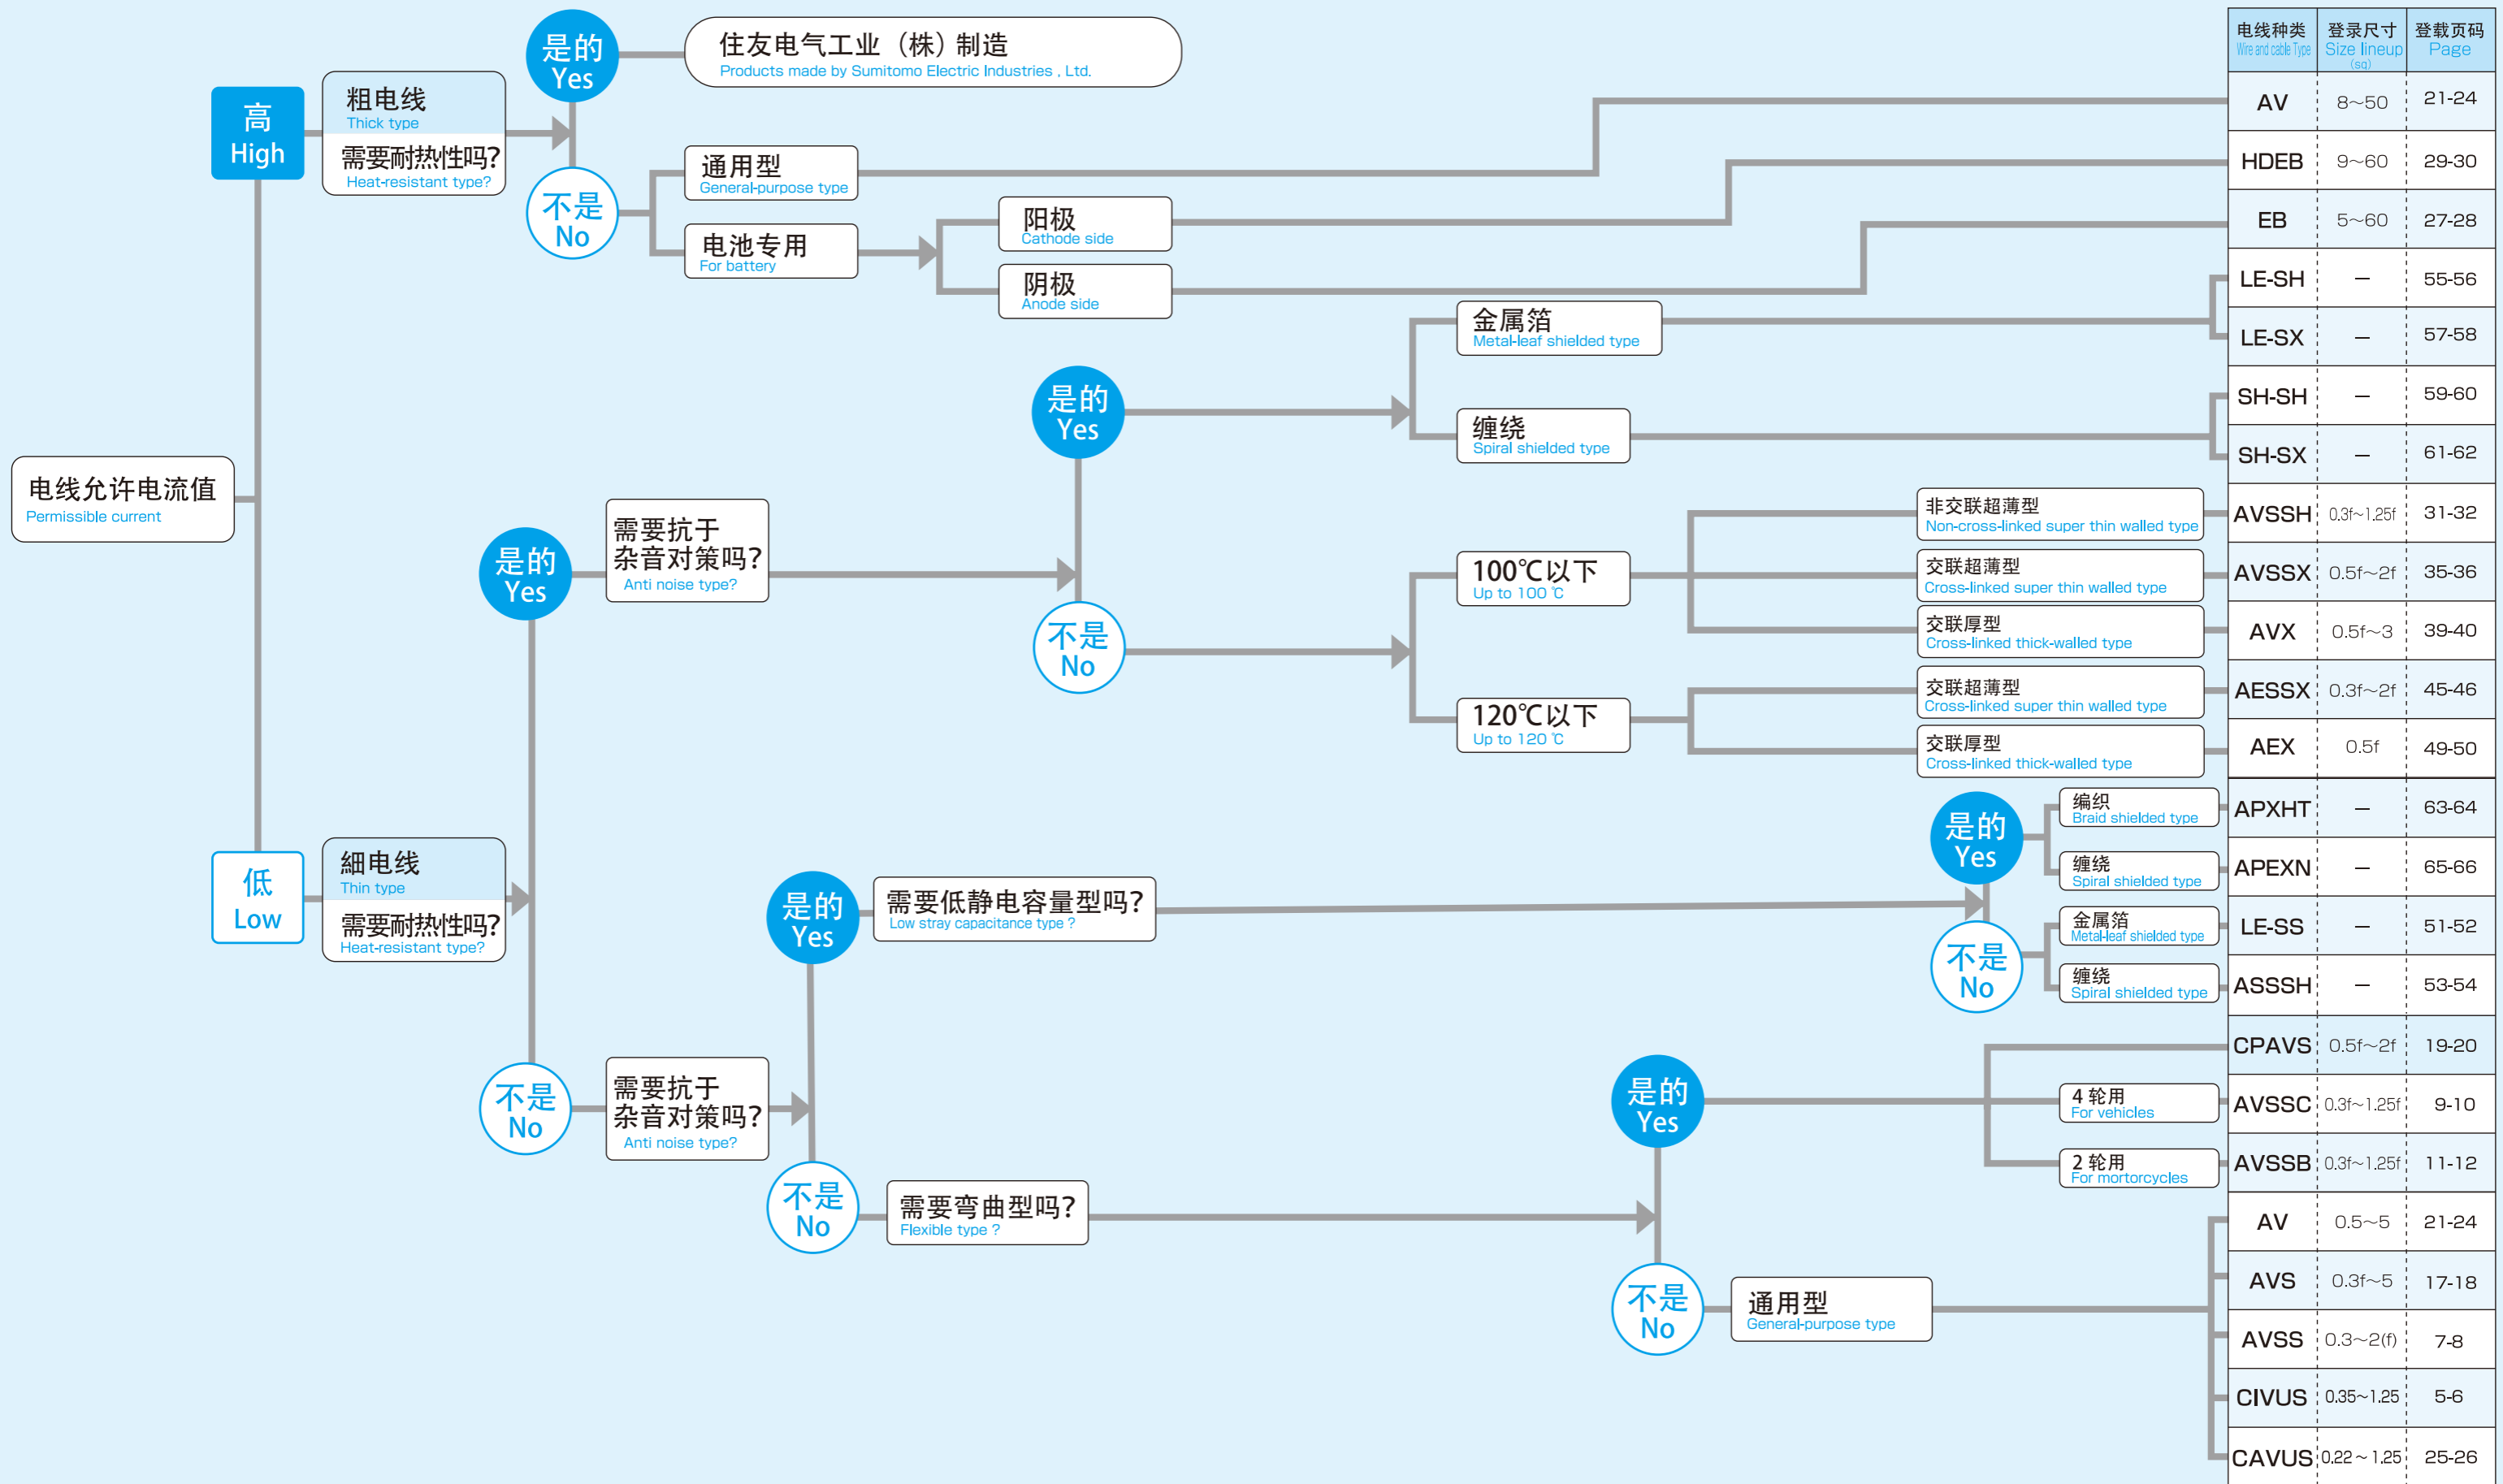 电线允许电流值
Permissible current
高
High
粗电线
Thick type
需要耐热性吗?
Heat-resistant type?
是的
Yes
住友电气工业（株）制造
Products made by Sumitomo Electric Industries , Ltd.
不是
No
通用型
General-purpose type
电池专用
For battery
阳极
Cathode side
阴极
Anode side
低
Low
細电线
Thin type
需要耐热性吗?
Heat-resistant type?
是的
Yes
需要抗于
杂音对策吗?
Anti noise type?
是的
Yes
金属箔
Metal-leaf shielded type
缠绕
Spiral shielded type
不是
No
100℃以下
Up to 100 ℃
非交联超薄型
Non-cross-linked super thin walled type
交联超薄型
Cross-linked super thin walled type
交联厚型
Cross-linked thick-walled type
120℃以下
Up to 120 ℃
交联超薄型
Cross-linked super thin walled type
交联厚型
Cross-linked thick-walled type
不是
No
需要抗于
杂音对策吗?
Anti noise type?
是的
Yes
需要低静电容量型吗?
Low stray capacitance type ?
是的
Yes
编织
Braid shielded type
缠绕
Spiral shielded type
不是
No
金属箔
Metal-leaf shielded type
缠绕
Spiral shielded type
不是
No
需要弯曲型吗?
Flexible type ?
是的
Yes
4 轮用
For vehicles
2 轮用
For mortorcycles
不是
No
通用型
General-purpose type
电线种类 登录尺寸 登载页码
Wire and cable Type Size lineup Page
(sq)
AV 8～50 21-24
HDEB 9～60 29-30
EB 5～60 27-28
LE-SH － 55-56
LE-SX － 57-58
SH-SH － 59-60
SH-SX － 61-62
AVSSH 0.3f～1.25f 31-32
AVSSX 0.5f～2f 35-36
AVX 0.5f～3 39-40
AESSX 0.3f～2f 45-46
AEX 0.5f 49-50
APXHT － 63-64
APEXN － 65-66
LE-SS － 51-52
ASSSH － 53-54
CPAVS 0.5f～2f 19-20
AVSSC 0.3f～1.25f 9-10
AVSSB 0.3f～1.25f 11-12
AV 0.5～5 21-24
AVS 0.3f～5 17-18
AVSS 0.3～2(f) 7-8
CIVUS 0.35～1.25 5-6
CAVUS 0.22 ~ 1.25 25-26